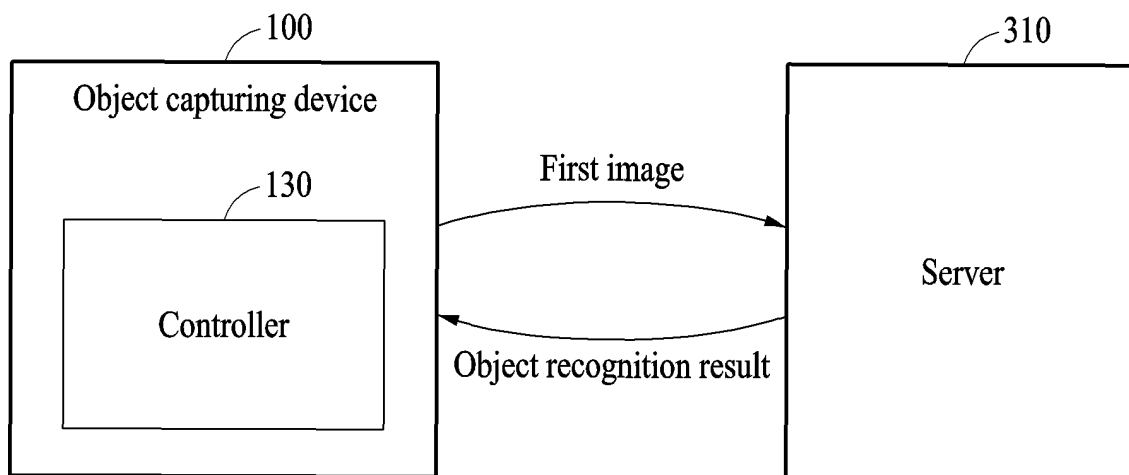 100
310
Object capturing device
First image
130
Server
Controller
Object recognition result